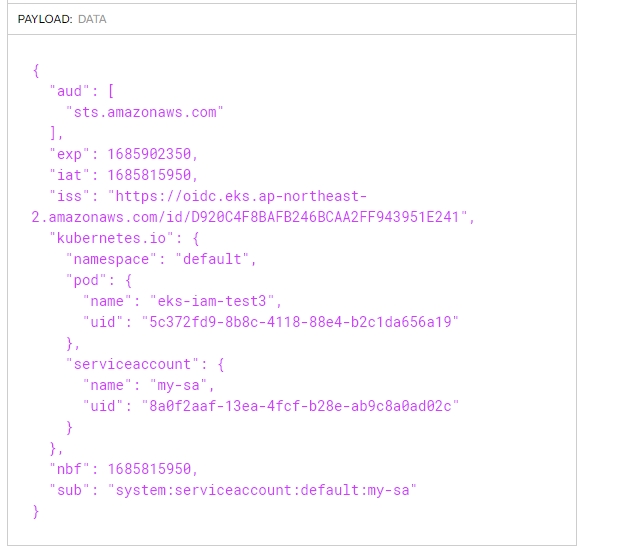 PAYLOAD: DATA
{
"aud": [
"sts.amazonaws.com"
],
"exp": 1685902350,
"iat": 1685815950,
"iss": "https://oidc.eks.ap-northeast-
2.amazonaws.com/id/D920C4F8BAFB246BCAA2FF943951E241",
"kubernetes.io": {
"namespace": "default",
"pod": {
"name": "eks-iam-test3",
"uid": "5c372fd9-8b8c-4118-88e4-b2c1da656a19"
},
"serviceaccount": {
"name": "my-sa",
"uid": "8a0f2aaf-13ea-4fcf-b28e-ab9c8a0ad02c"
}
},
"nbf": 1685815950,
"sub": "system:serviceaccount:default:my-sa"
}